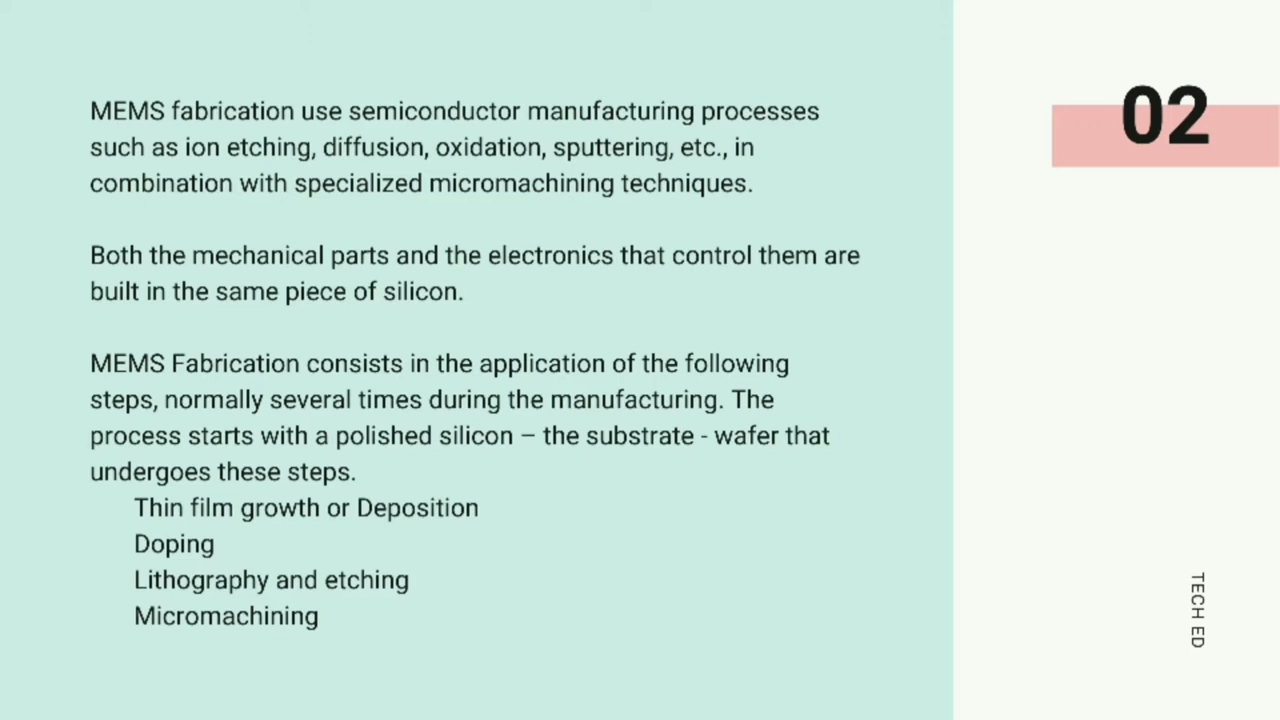 MEMS fabrication use semiconductor manufacturing processes
such as ion etching, diffusion, oxidation, sputtering, etc., in
combination with specialized micromachining techniques.
Both the mechanical parts and the electronics that control them are
built in the same piece of silicon.
MEMS Fabrication consists in the application of the following
steps, normally several times during the manufacturing. The
process starts with a polished silicon – the substrate - wafer that
undergoes these steps.
Thin film growth or Deposition
Doping
Lithography and etching
Micromachining
02
TECH ED